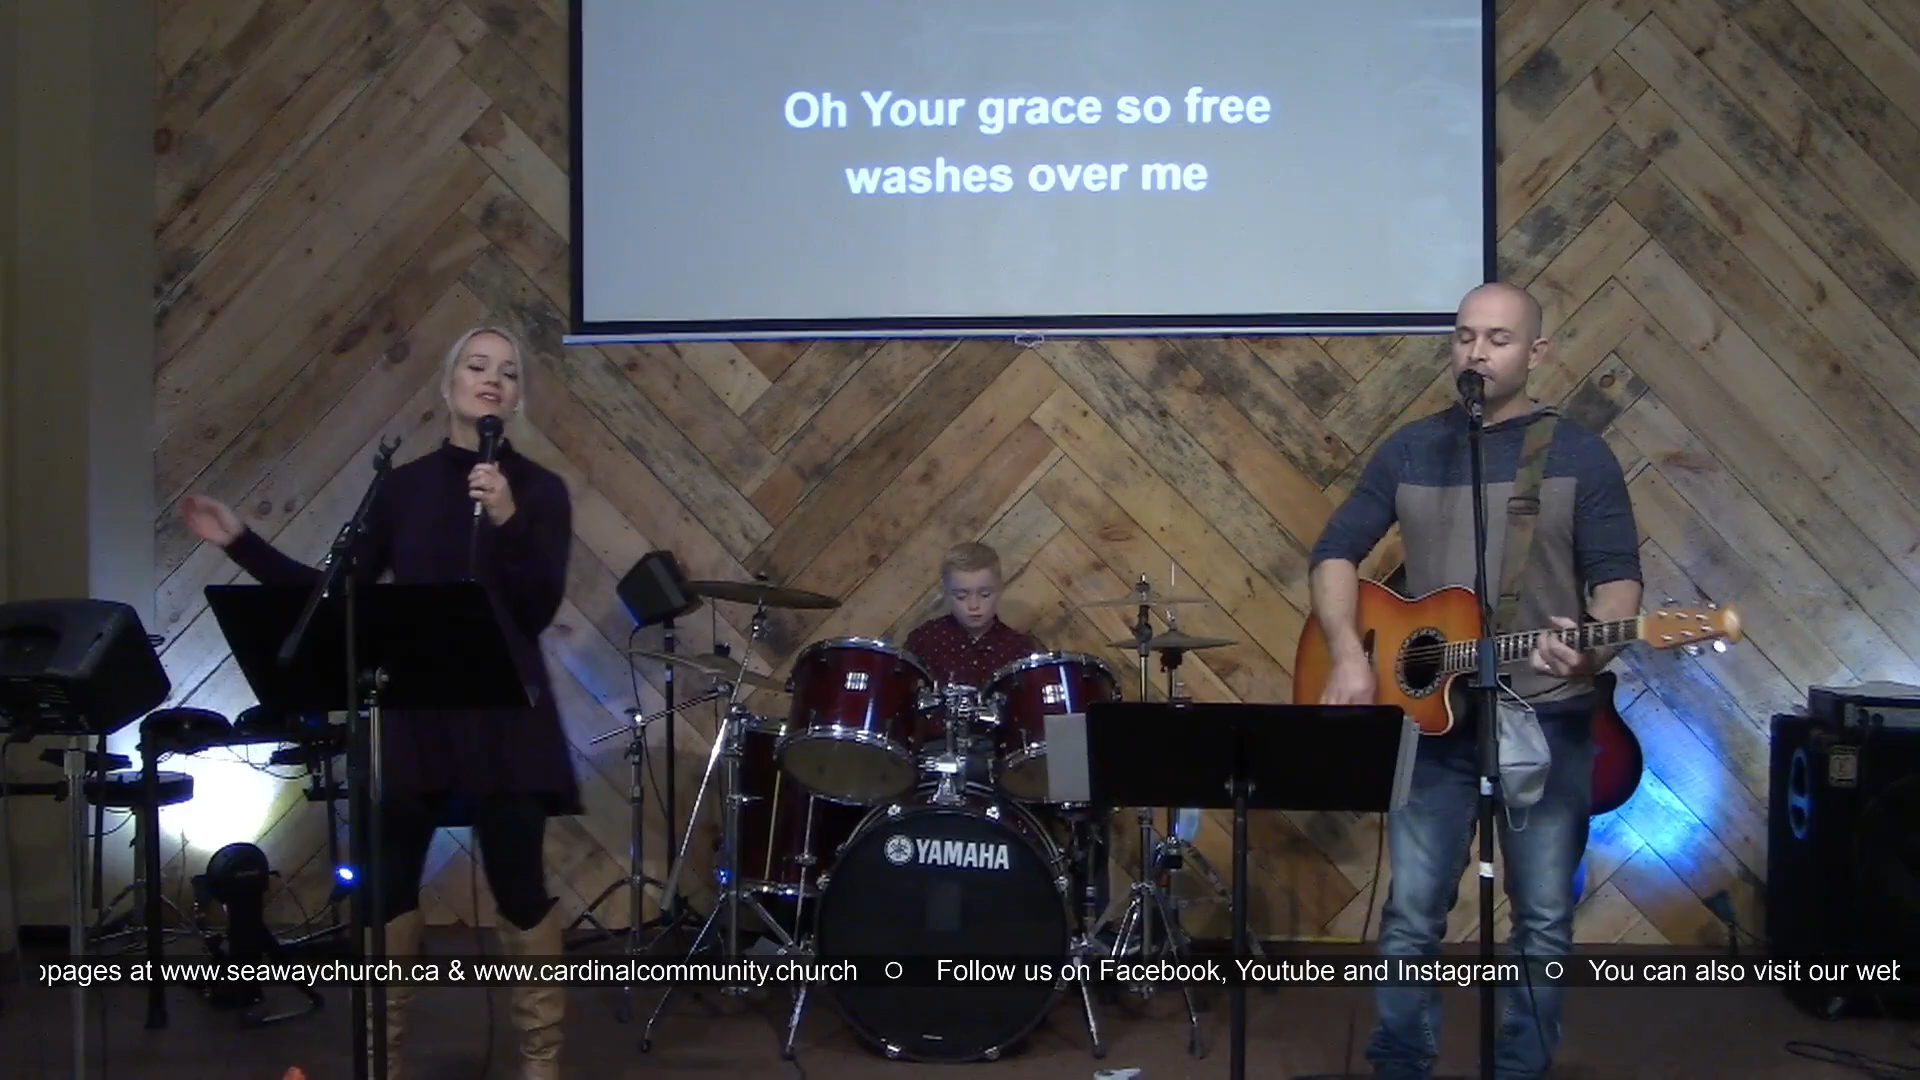 Oh Your grace so free
washes over me
YAMAHA
pages at www.seawaychurch.ca & www.cardinalcommunity.church ○ Follow us on Facebook, Youtube and Instagram ○ You can also visit our web